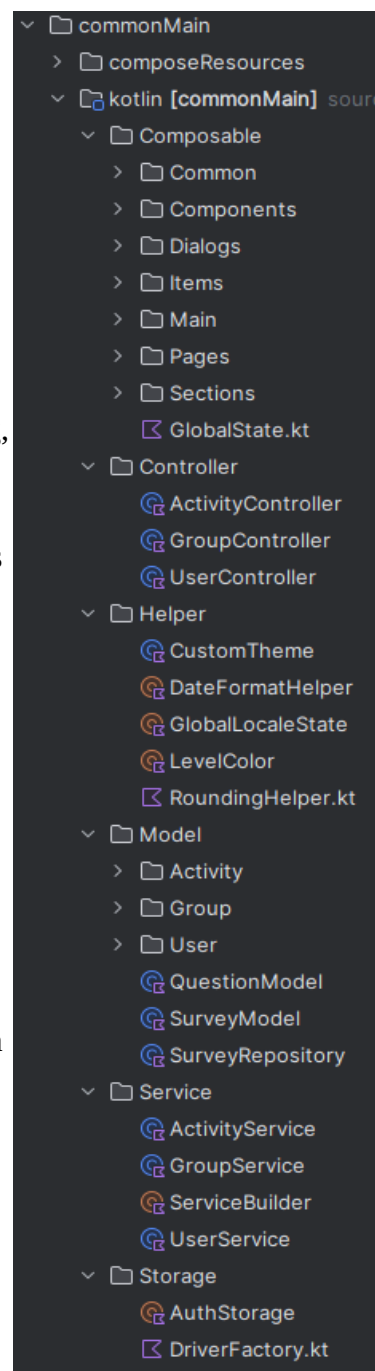 commonMain
composeResources
kotlin [commonMain] sour
Composable
Common
Components
Dialogs
Items
Main
Pages
Sections
GlobalState.kt
Controller
ActivityController
GroupController
UserController
Helper
CustomTheme
DateFormatHelper
GlobalLocaleState
LevelColor
RoundingHelper.kt
Model
Activity
Group
User
QuestionModel
SurveyModel
SurveyRepository
Service
ActivityService
GroupService
ServiceBuilder
UserService
Storage
AuthStorage
DriverFactory.kt